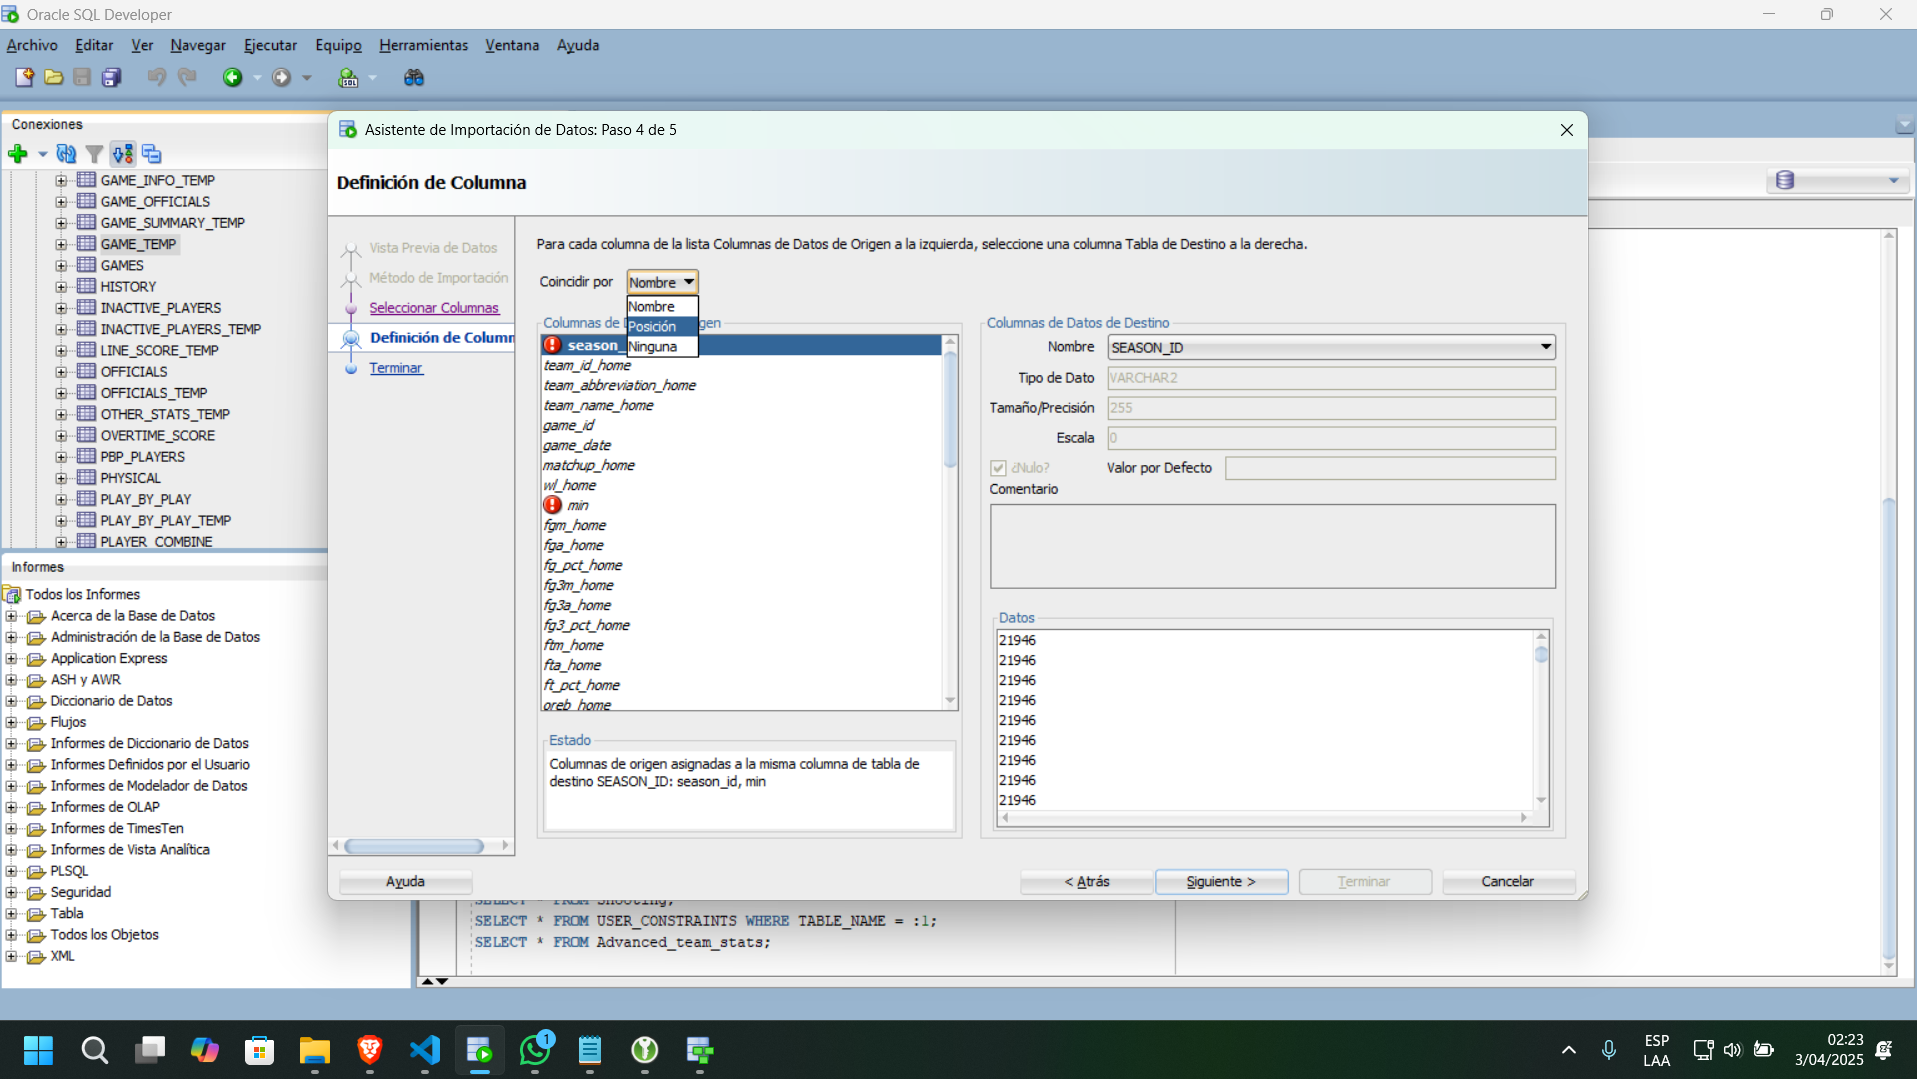 Oracle SQL Developer
Archivo Editar Ver Navegar Ejecutar Equipo Herramientas Ventana Ayuda
Conexiones
GAME_INFO_TEMP
GAME_OFFICIALS
GAME_SUMMARY_TEMP
GAME_TEMP
GAMES
HISTORY
INACTIVE_PLAYERS
INACTIVE_PLAYERS_TEMP
LINE_SCORE_TEMP
OFFICIALS
OFFICIALS_TEMP
OTHER_STATS_TEMP
OVERTIME_SCORE
PBP_PLAYERS
PHYSICAL
PLAY_BY_PLAY
PLAY_BY_PLAY_TEMP
PLAYER_COMBINE
Informes
Todos los Informes
Acerca de la Base de Datos
Administración de la Base de Datos
Application Express
ASH y AWR
Diccionario de Datos
Flujos
Informes de Diccionario de Datos
Informes Definidos por el Usuario
Informes de Modelador de Datos
Informes de OLAP
Informes de TimesTen
Informes de Vista Analítica
PLSQL
Seguridad
Tabla
Todos los Objetos
XML
Asistente de Importación de Datos: Paso 4 de 5
Definición de Columna
Vista Previa de Datos
Método de Importación
Seleccionar Columnas
Definición de Column
Terminar
Para cada columna de la lista Columnas de Datos de Origen a la izquierda, seleccione una columna Tabla de Destino a la derecha.
Coincidir por Nombre
Nombre
Posición
Ninguna
Columnas de gen
season_
team_id_home
team_abbreviation_home
team_name_home
game_id
game_date
matchup_home
wl_home
min
fgm_home
fga_home
fg_pct_home
fg3m_home
fg3a_home
fg3_pct_home
ftm_home
fta_home
ft_pct_home
oreb_home
Estado
Columnas de origen asignadas a la misma columna de tabla de
destino SEASON_ID: season_id, min
Columnas de Datos de Destino
Nombre SEASON_ID
Tipo de Dato VARCHAR2
Tamaño/Precisión 255
Escala 0
¿Nulo? Valor por Defecto
Comentario
Datos
21946
21946
21946
21946
21946
21946
21946
21946
21946
Ayuda < Atrás Siguiente > Terminar Cancelar
SELECT * FROM Shooting;
SELECT * FROM USER_CONSTRAINTS WHERE TABLE_NAME = :1;
SELECT * FROM Advanced_team_stats;
SQL
1
ESP
LAA
02:23
3/04/2025